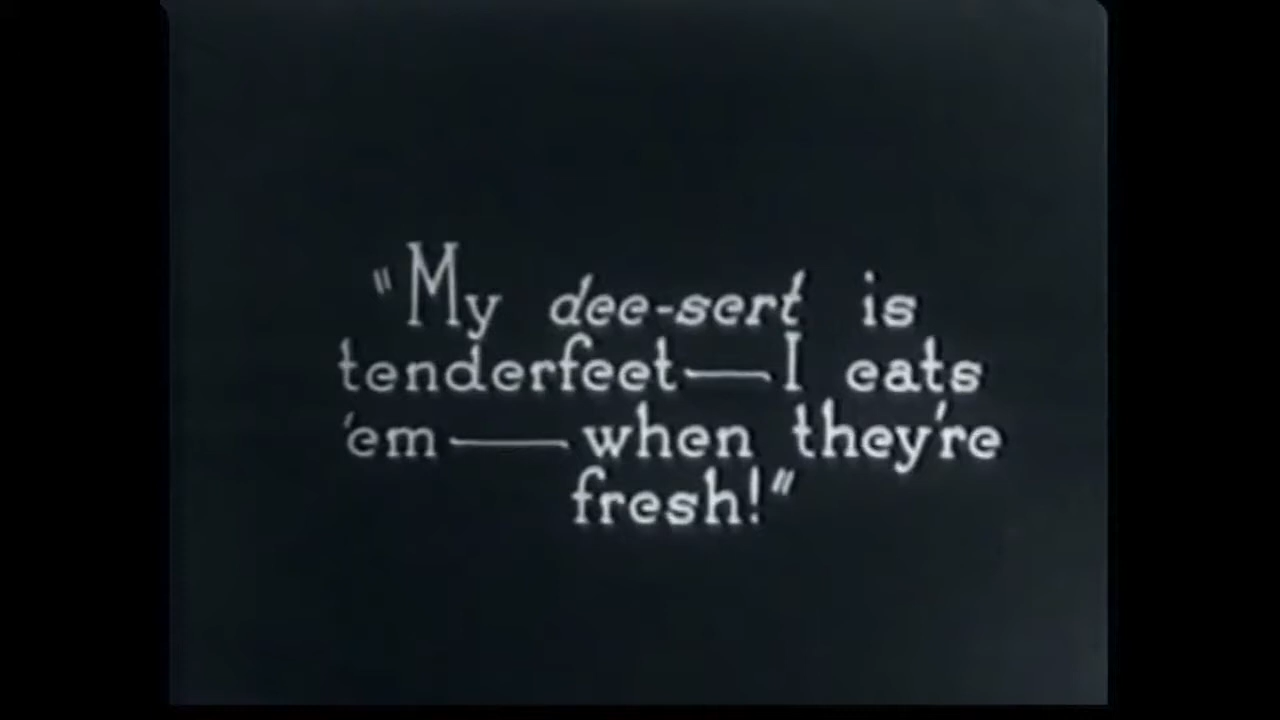 "My dee-sert is
tenderfeet—I eats
'em—when they're
fresh!"